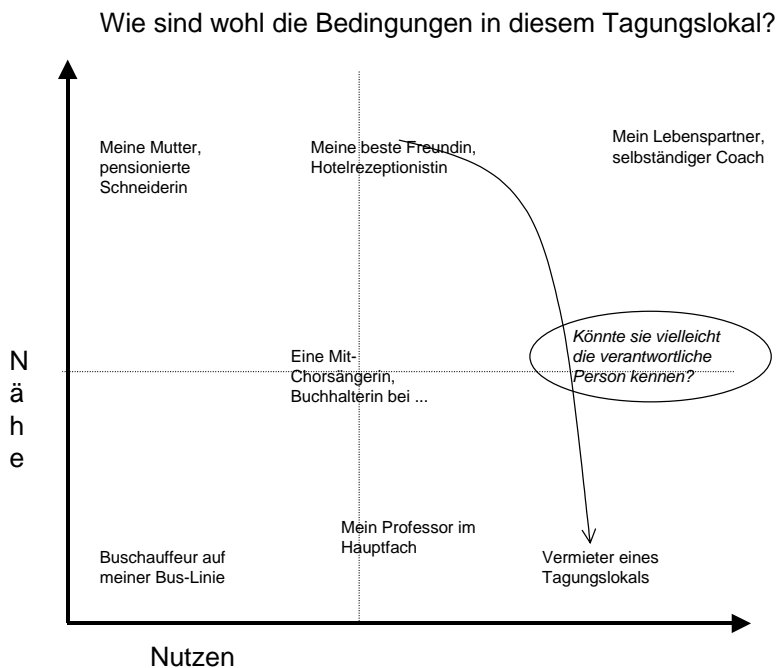 Wie sind wohl die Bedingungen in diesem Tagungslokal?
Meine Mutter,
pensionierte
Schneiderin
Meine beste Freundin,
Hotelrezeptionistin
Mein Lebenspartner,
selbständiger Coach
N
ä
h
e
Eine Mit-
Chorsängerin,
Buchhalterin bei ...
Könnte sie vielleicht
die verantwortliche
Person kennen?
Buschauffeur auf
meiner Bus-Linie
Mein Professor im
Hauptfach
Vermieter eines
Tagungslokals
Nutzen